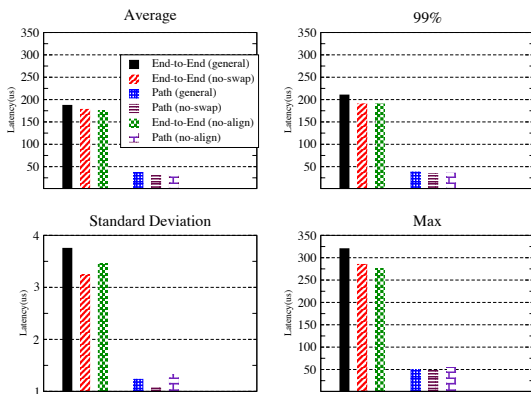 Average
350
300
250
200
150
100
50
Latency(us)
End-to-End (general)
End-to-End (no-swap)
Path (general)
Path (no-swap)
End-to-End (no-align)
Path (no-align)
99%
350
300
250
200
150
100
50
Latency(us)
Standard Deviation
4
3
2
1
Latency(us)
Max
350
300
250
200
150
100
50
Latency(us)